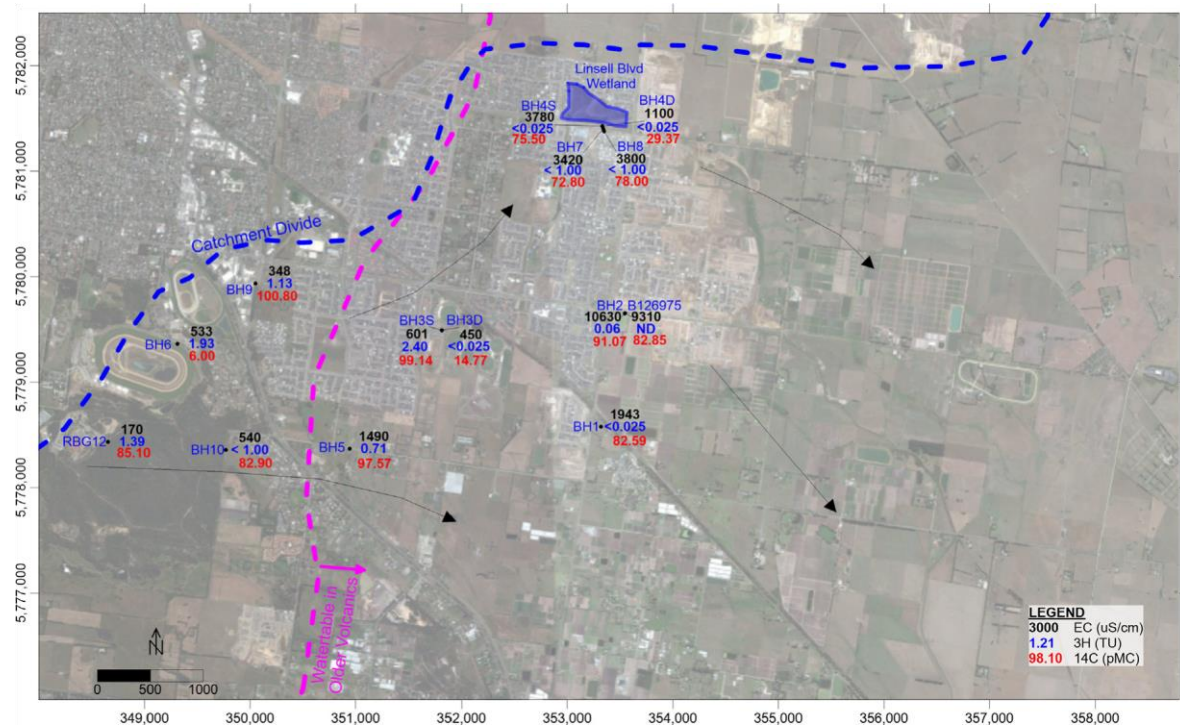 5,782,000
5,781,000
5,780,000
5,779,000
5,778,000
5,777,000
Linsell Blvd
Wetland
BH4S
3780
<0.025
75.50
BH4D
1100
<0.025
29.37
BH7
3420
< 1.00
72.80
BH8
3800
< 1.00
78.00
Catchment Divide
348
BH9 1.13
100.80
533
BH6 1.93
6.00
BH3S
601
2.40
99.14
BH3D
450
<0.025
14.77
BH2 B126975
10630 9310
0.06 ND
91.07 82.85
170
RBG12 1.39
85.10
540
BH10 < 1.00
82.90
1490
BH5 0.71
97.57
1943
BH1 <0.025
82.59
Watertable in
Older Volcanics
N
0 500 1000
LEGEND
3000 EC (uS/cm)
1.21 3H (TU)
98.10 14C (pMC)
349,000 350,000 351,000 352,000 353,000 354,000 355,000 356,000 357,000 358,000